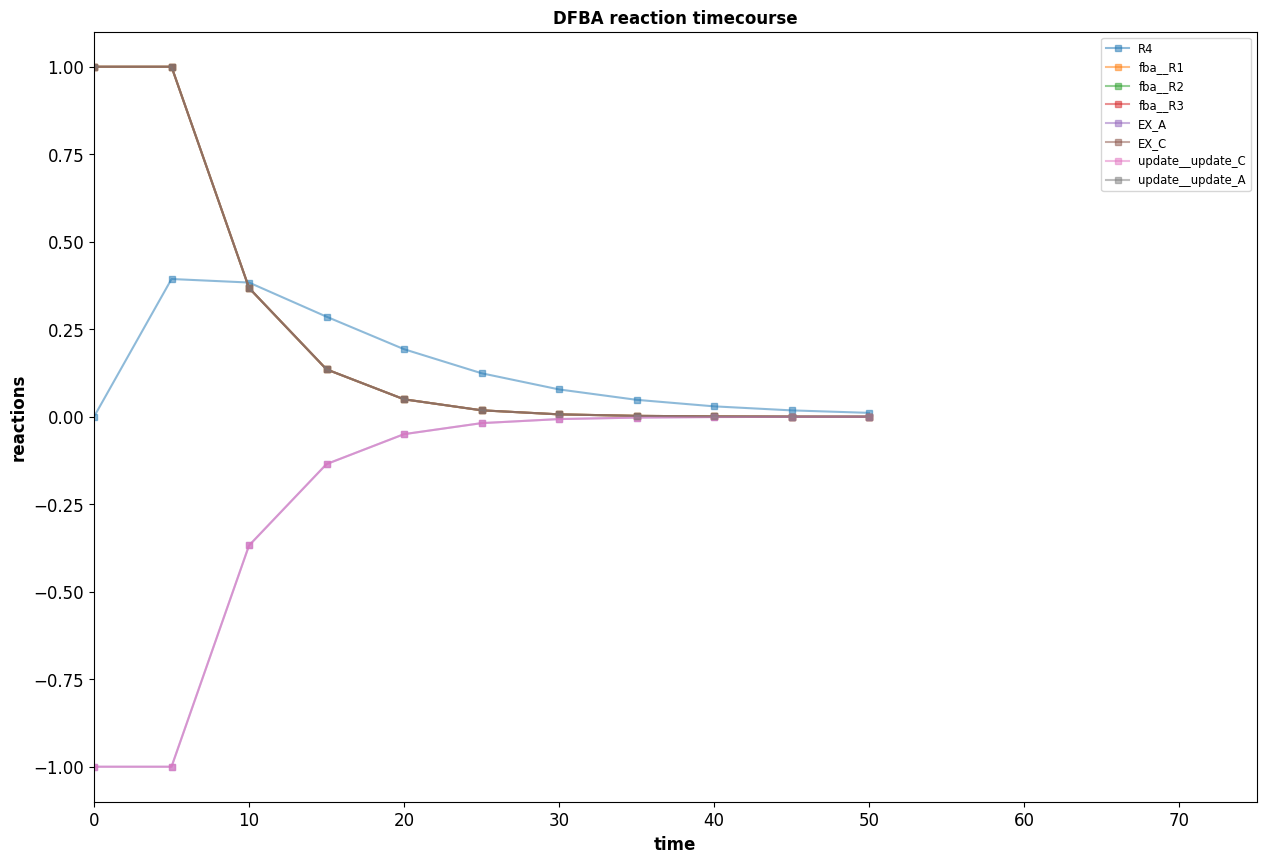 DFBA reaction timecourse
1.00
0.75
0.50
0.25
0.00
−0.25
−0.50
−0.75
−1.00
reactions
R4
fba__R1
fba__R2
fba__R3
EX_A
EX_C
update__update_C
update__update_A
0 10 20 30 40 50 60 70
time